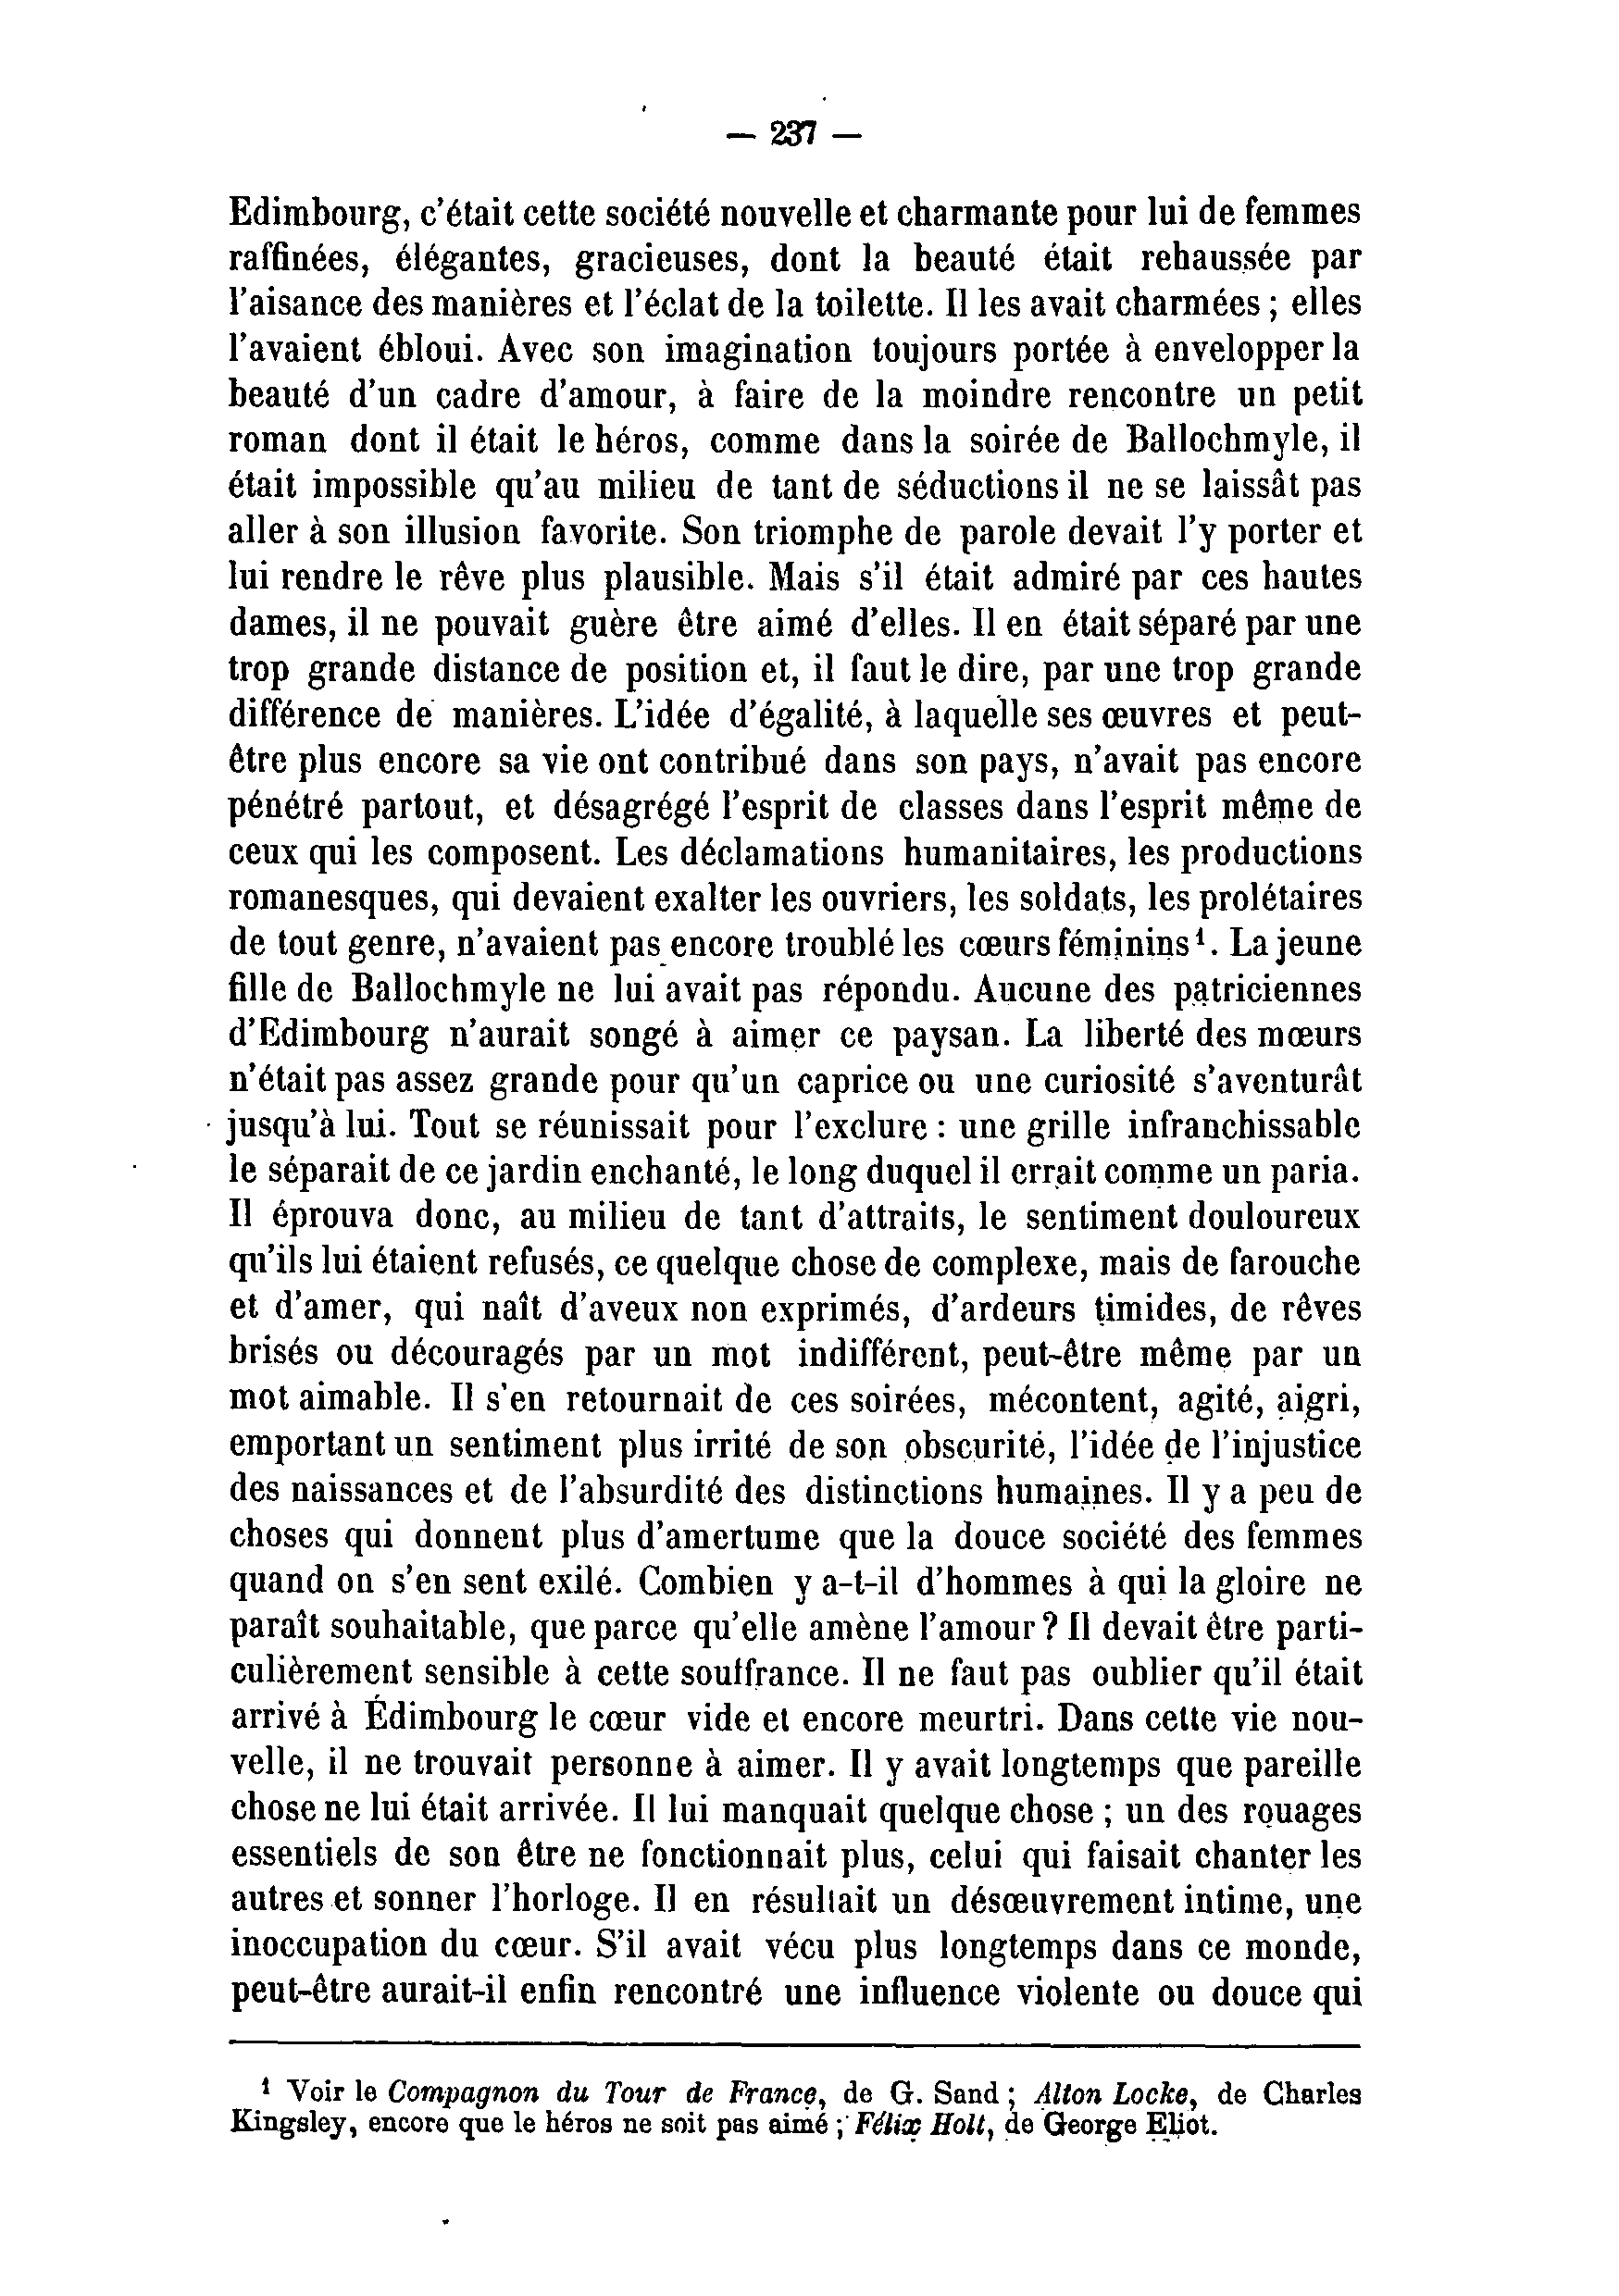 — 237 —
Edimbourg, c'était cette société nouvelle et charmante pour lui de femmes
raffinées, élégantes, gracieuses, dont la beauté était rehaussée par
l'aisance des manières et l'éclat de la toilette. Il les avait charmées ; elles
l'avaient ébloui. Avec son imagination toujours portée à envelopper la
beauté d'un cadre d'amour, à faire de la moindre rencontre un petit
roman dont il était le héros, comme dans la soirée de Ballochmyle, il
était impossible qu'au milieu de tant de séductions il ne se laissât pas
aller à son illusion favorite. Son triomphe de parole devait l'y porter et
lui rendre le rêve plus plausible. Mais s'il était admiré par ces hautes
dames, il ne pouvait guère être aimé d'elles. Il en était séparé par une
trop grande distance de position et, il faut le dire, par une trop grande
différence de manières. L'idée d'égalité, à laquelle ses œuvres et peut-
être plus encore sa vie ont contribué dans son pays, n'avait pas encore
pénétré partout, et désagrégé l'esprit de classes dans l'esprit même de
ceux qui les composent. Les déclamations humanitaires, les productions
romanesques, qui devaient exalter les ouvriers, les soldats, les prolétaires
de tout genre, n'avaient pas encore troublé les cœurs féminins¹. La jeune
fille de Ballochmyle ne lui avait pas répondu. Aucune des patriciennes
d'Edimbourg n'aurait songé à aimer ce paysan. La liberté des mœurs
n'était pas assez grande pour qu'un caprice ou une curiosité s'aventurât
jusqu'à lui. Tout se réunissait pour l'exclure : une grille infranchissable
le séparait de ce jardin enchanté, le long duquel il errait comme un paria.
Il éprouva donc, au milieu de tant d'attraits, le sentiment douloureux
qu'ils lui étaient refusés, ce quelque chose de complexe, mais de farouche
et d'amer, qui naît d'aveux non exprimés, d'ardeurs timides, de rêves
brisés ou découragés par un mot indifférent, peut-être même par un
mot aimable. Il s'en retournait de ces soirées, mécontent, agité, aigri,
emportant un sentiment plus irrité de son obscurité, l'idée de l'injustice
des naissances et de l'absurdité des distinctions humaines. Il y a peu de
choses qui donnent plus d'amertume que la douce société des femmes
quand on s'en sent exilé. Combien y a-t-il d'hommes à qui la gloire ne
paraît souhaitable, que parce qu'elle amène l'amour ? Il devait être parti-
culièrement sensible à cette souffrance. Il ne faut pas oublier qu'il était
arrivé à Édimbourg le cœur vide et encore meurtri. Dans cette vie nou-
velle, il ne trouvait personne à aimer. Il y avait longtemps que pareille
chose ne lui était arrivée. Il lui manquait quelque chose ; un des rouages
essentiels de son être ne fonctionnait plus, celui qui faisait chanter les
autres et sonner l'horloge. Il en résultait un désœuvrement intime, une
inoccupation du cœur. S'il avait vécu plus longtemps dans ce monde,
peut-être aurait-il enfin rencontré une influence violente ou douce qui
¹ Voir le Compagnon du Tour de France, de G. Sand ; Alton Locke, de Charles
Kingsley, encore que le héros ne soit pas aimé ; Félix Holt, de George Eliot.